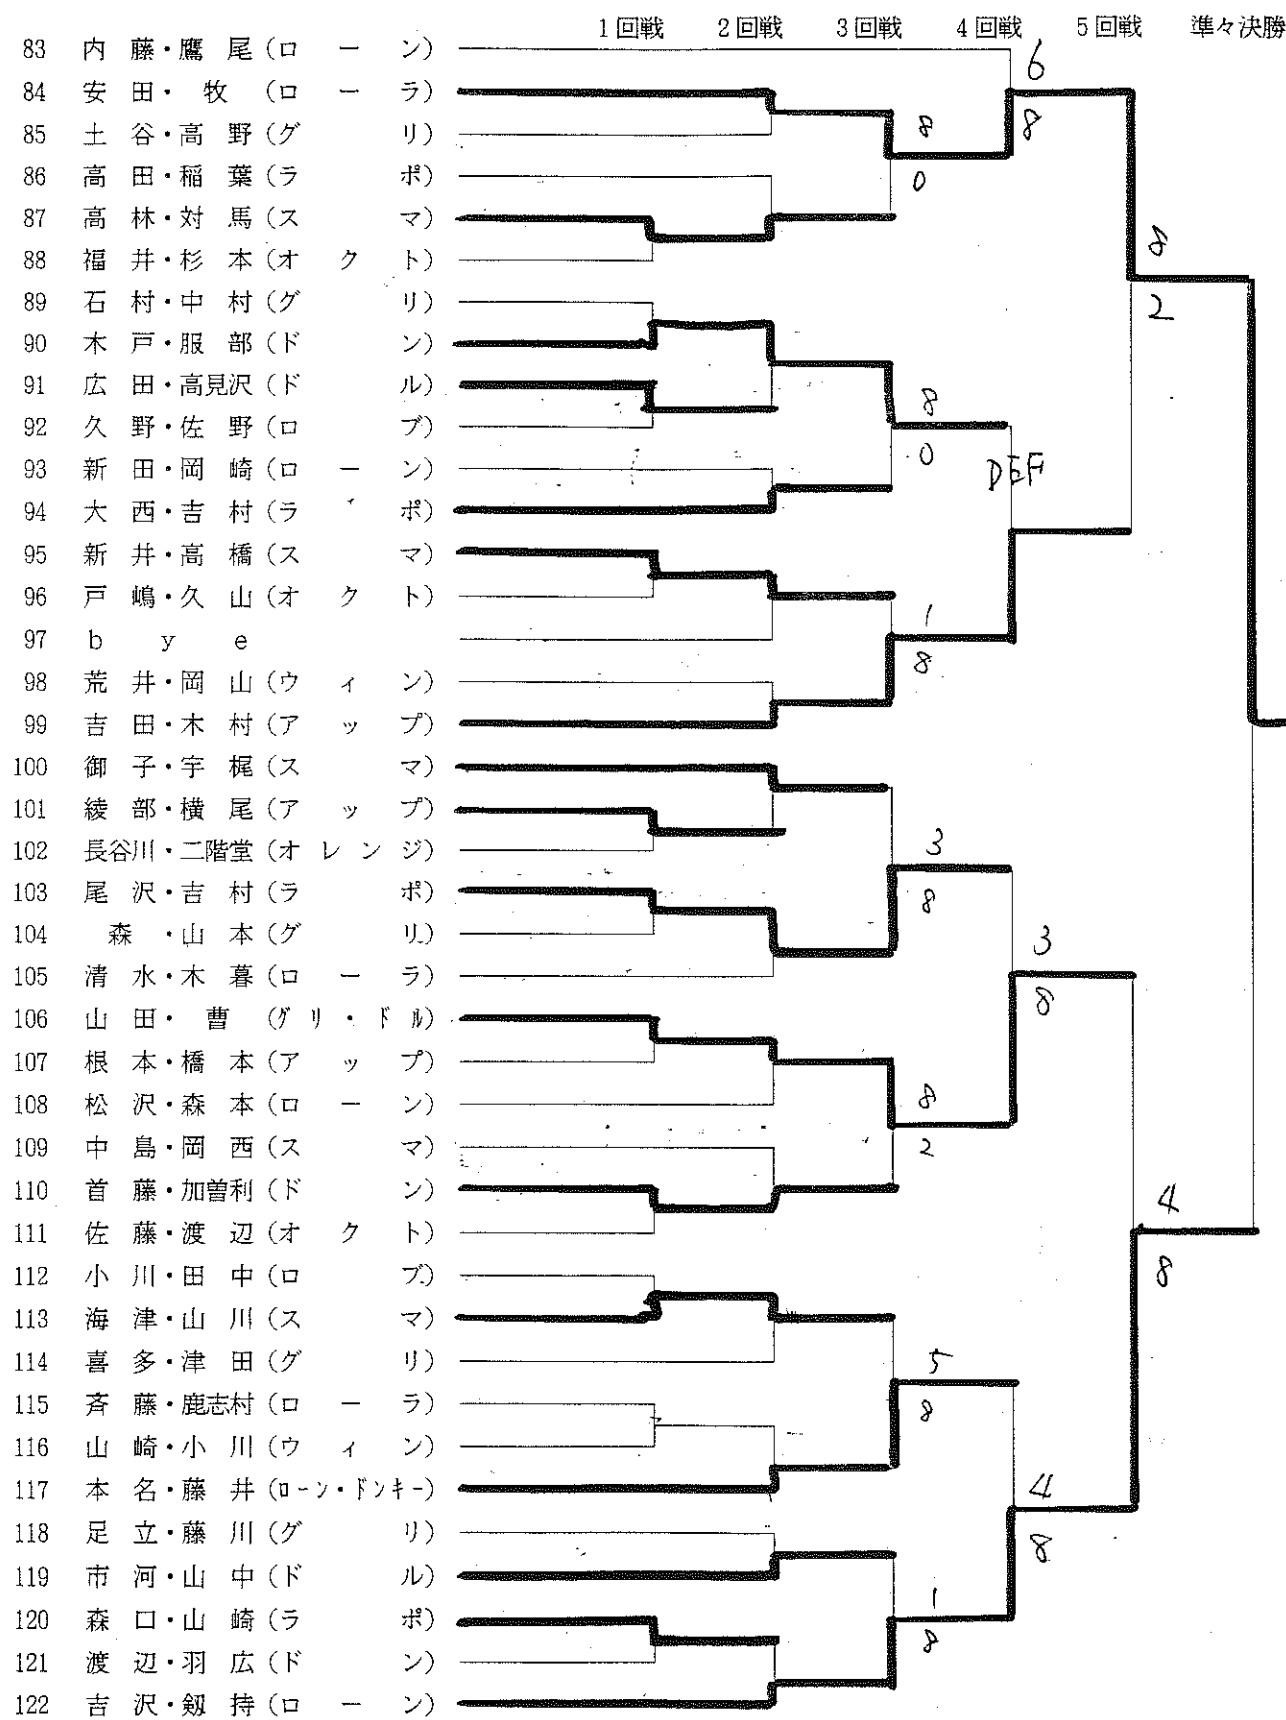 1回戦 2回戦 3回戦 4回戦 5回戦 準々決勝
83 内藤・鷹尾(ローン)
84 安田・牧(ローラ)
85 土谷・高野(グリ)
86 高田・稲葉(ラポ)
87 高林・対馬(スマ)
88 福井・杉本(オクト)
89 石村・中村(グリ)
90 木戸・服部(ドン)
91 広田・高見沢(ドル)
92 久野・佐野(ロブ)
93 新田・岡崎(ローン)
94 大西・吉村(ラポ)
95 新井・高橋(スマ)
96 戸嶋・久山(オクト)
97 bye
98 荒井・岡山(ウィン)
99 吉田・木村(アップ)
100 御子・宇梶(スマ)
101 綾部・横尾(アップ)
102 長谷川・二階堂(オレンジ)
103 尾沢・吉村(ラポ)
104 森・山本(グリ)
105 清水・木暮(ローラ)
106 山田・曹(グリ・ドル)
107 根本・橋本(アップ)
108 松沢・森本(ローン)
109 中島・岡西(スマ)
110 首藤・加曽利(ドン)
111 佐藤・渡辺(オクト)
112 小川・田中(ロブ)
113 海津・山川(スマ)
114 喜多・津田(グリ)
115 斉藤・鹿志村(ローラ)
116 山崎・小川(ウィン)
117 本名・藤井(ローン・ドンキー)
118 足立・藤川(グリ)
119 市河・山中(ドル)
120 森口・山崎(ラポ)
121 渡辺・羽広(ドン)
122 吉沢・剱持(ローン)
8
0
8
0
1
8
3
8
8
2
5
8
1
8
6
8
DEF
3
8
4
8
8
2
4
8